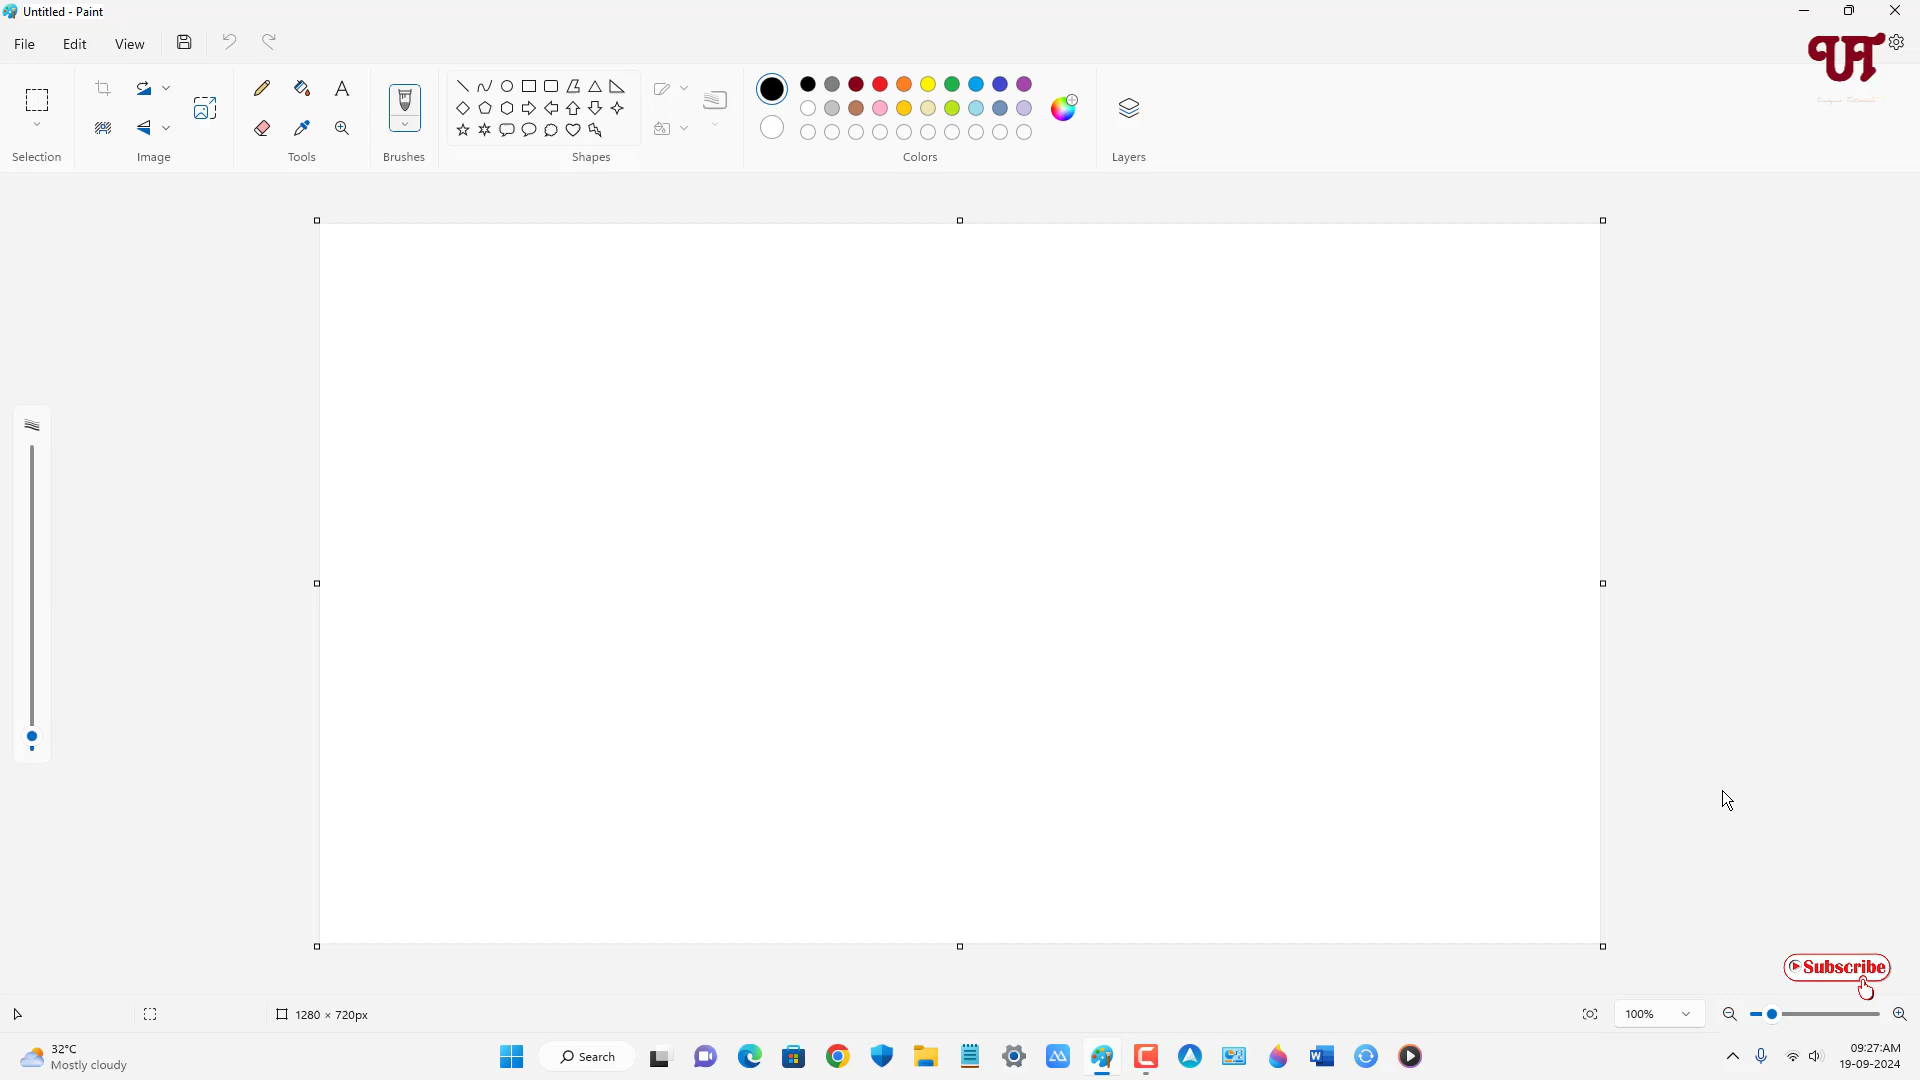 Untitled - Paint
File Edit View
UT
Selection Image Tools Brushes Shapes Colors Layers
Subscribe
1280 × 720px 100%
32°C
Mostly cloudy
Search
09:27:AM
19-09-2024